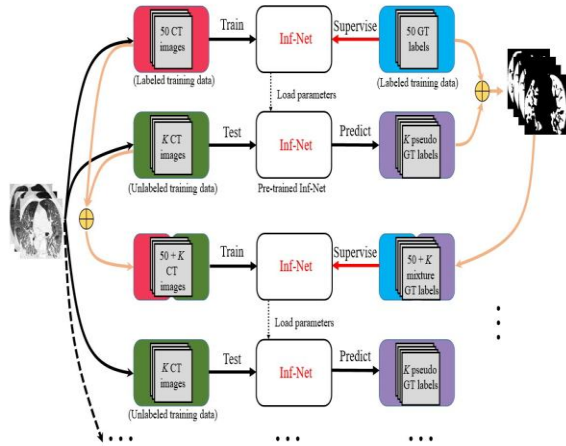 50 CT
images
(Labeled training data)
Train
Inf-Net
Supervise
50 GT
labels
(Labeled training data)
Load parameters
K CT
images
(Unlabeled training data)
Test
Inf-Net
Pre-trained Inf-Net
Predict
K pseudo
GT labels
50 + K
CT
images
Train
Inf-Net
Supervise
50 + K
mixture
GT labels
Load parameters
K CT
images
(Unlabeled training data)
Test
Inf-Net
Predict
K pseudo
GT labels